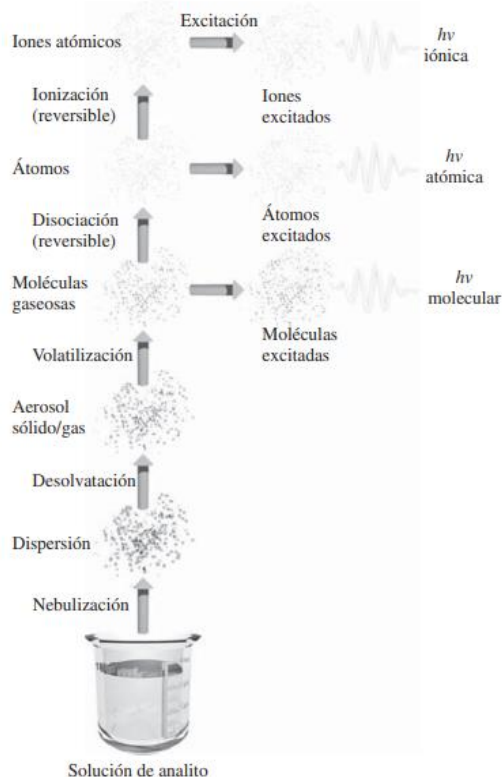 Excitación
Iones atómicos
hv
iónica
Ionización
(reversible)
Iones
excitados
Átomos
hv
atómica
Disociación
(reversible)
Átomos
excitados
Moléculas
gaseosas
hv
molecular
Volatilización
Moléculas
excitadas
Aerosol
sólido/gas
Desolvatación
Dispersión
Nebulización
Solución de analito